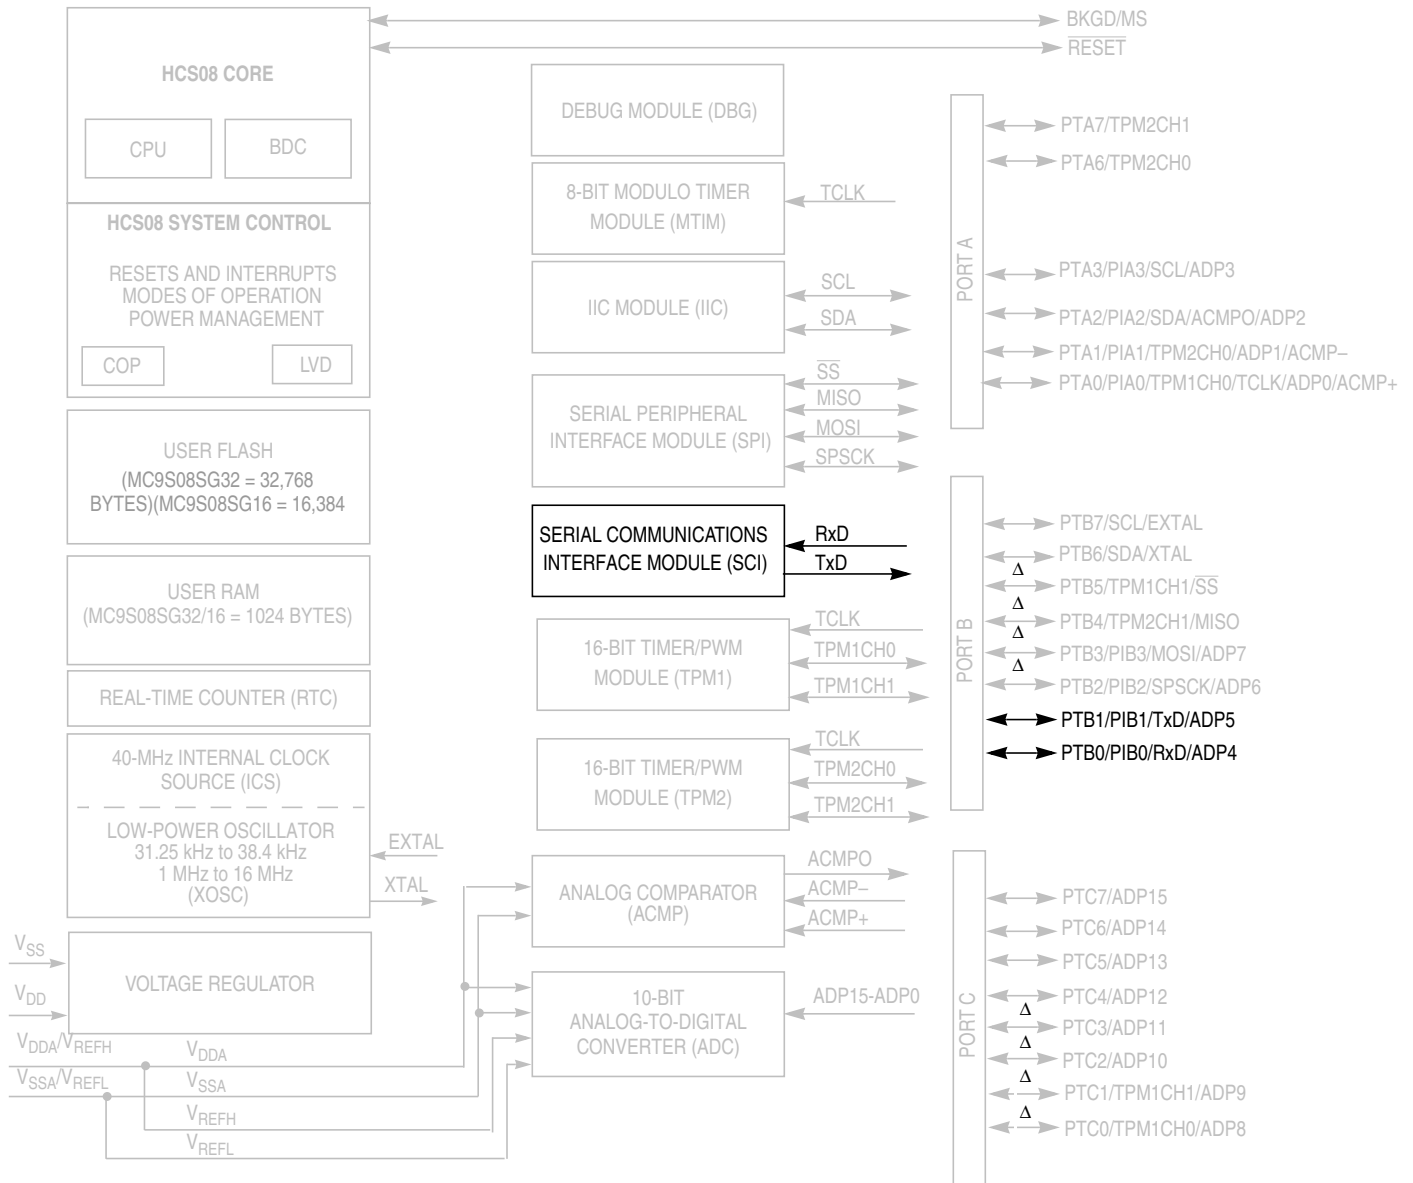 BKGD/MS
RESET
HCS08 CORE
CPU
BDC
HCS08 SYSTEM CONTROL
RESETS AND INTERRUPTS
MODES OF OPERATION
POWER MANAGEMENT
COP
LVD
USER FLASH
(MC9S08SG32 = 32,768
BYTES)(MC9S08SG16 = 16,384
USER RAM
(MC9S08SG32/16 = 1024 BYTES)
REAL-TIME COUNTER (RTC)
40-MHz INTERNAL CLOCK
SOURCE (ICS)
LOW-POWER OSCILLATOR
31.25 kHz to 38.4 kHz
1 MHz to 16 MHz
(XOSC)
EXTAL
XTAL
VSS
VDD
VOLTAGE REGULATOR
VDDA/VREFH
VSSA/VREFL
VDDA
VSSA
VREFH
VREFL
DEBUG MODULE (DBG)
8-BIT MODULO TIMER
MODULE (MTIM)
TCLK
IIC MODULE (IIC)
SCL
SDA
SERIAL PERIPHERAL
INTERFACE MODULE (SPI)
SS
MISO
MOSI
SPSCK
SERIAL COMMUNICATIONS
INTERFACE MODULE (SCI)
RxD
TxD
16-BIT TIMER/PWM
MODULE (TPM1)
TCLK
TPM1CH0
TPM1CH1
16-BIT TIMER/PWM
MODULE (TPM2)
TCLK
TPM2CH0
TPM2CH1
ANALOG COMPARATOR
(ACMP)
ACMPO
ACMP–
ACMP+
10-BIT
ANALOG-TO-DIGITAL
CONVERTER (ADC)
ADP15-ADP0
PORT A
PTA7/TPM2CH1
PTA6/TPM2CH0
PTA3/PIA3/SCL/ADP3
PTA2/PIA2/SDA/ACMPO/ADP2
PTA1/PIA1/TPM2CH0/ADP1/ACMP–
PTA0/PIA0/TPM1CH0/TCLK/ADP0/ACMP+
PORT B
PTB7/SCL/EXTAL
PTB6/SDA/XTAL
Δ
PTB5/TPM1CH1/SS
Δ
PTB4/TPM2CH1/MISO
Δ
PTB3/PIB3/MOSI/ADP7
Δ
PTB2/PIB2/SPSCK/ADP6
PTB1/PIB1/TxD/ADP5
PTB0/PIB0/RxD/ADP4
PORT C
PTC7/ADP15
PTC6/ADP14
PTC5/ADP13
PTC4/ADP12
Δ
PTC3/ADP11
Δ
PTC2/ADP10
Δ
PTC1/TPM1CH1/ADP9
Δ
PTC0/TPM1CH0/ADP8